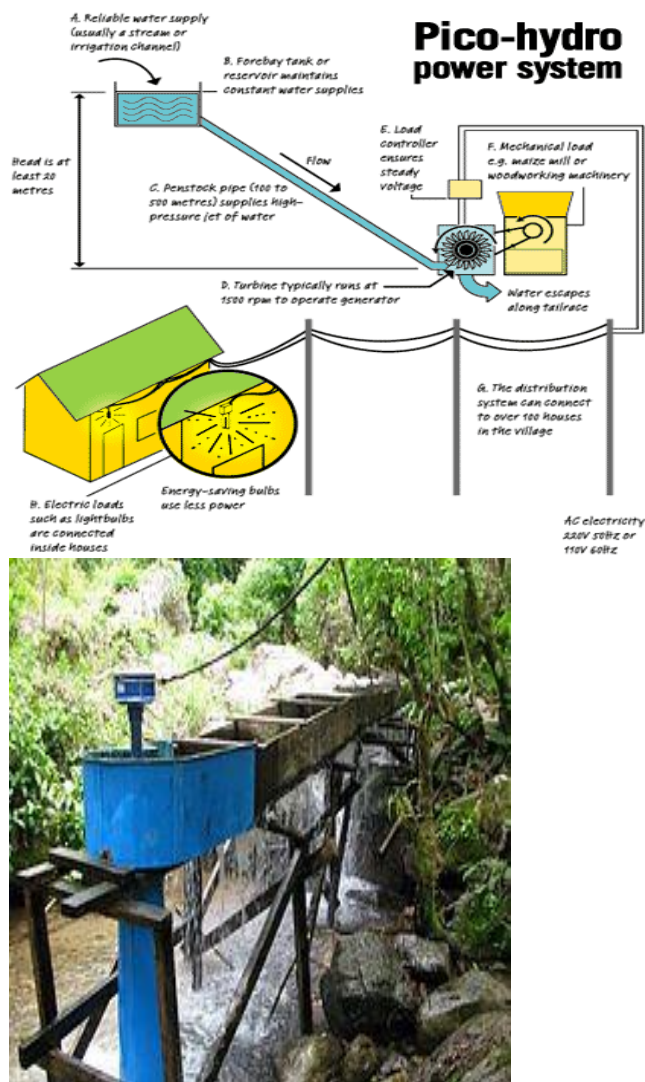 Pico-hydro
power system
A. Reliable water supply
(usually a stream or
irrigation channel)
B. Forebay tank or
reservoir maintains
constant water supplies
Head is at
least 20
metres
Flow
C. Penstock pipe (100 to
500 metres) supplies high-
pressure jet of water
E. Load
controller
ensures
steady
voltage
F. Mechanical load
e.g. maize mill or
woodworking machinery
D. Turbine typically runs at
1500 rpm to operate generator
Water escapes
along tailrace
G. The distribution
system can connect
to over 100 houses
in the village
H. Electric loads
such as lightbulbs
are connected
inside houses
Energy-saving bulbs
use less power
AC electricity
220V 50Hz or
110V 60Hz